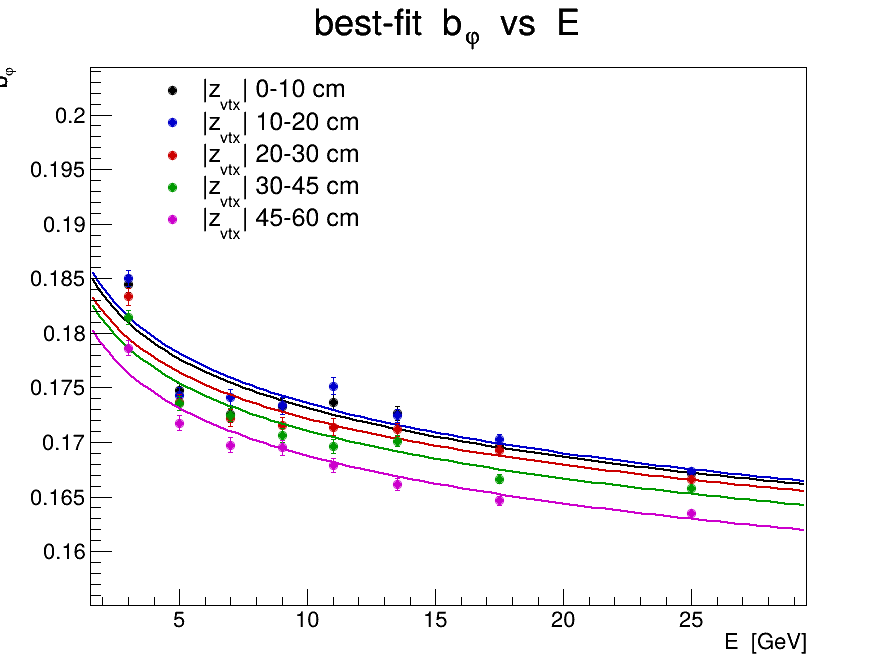 best-fit b_φ vs E
b_φ
|z_vtx| 0-10 cm
|z_vtx| 10-20 cm
|z_vtx| 20-30 cm
|z_vtx| 30-45 cm
|z_vtx| 45-60 cm
0.2
0.195
0.19
0.185
0.18
0.175
0.17
0.165
0.16
5 10 15 20 25
E [GeV]